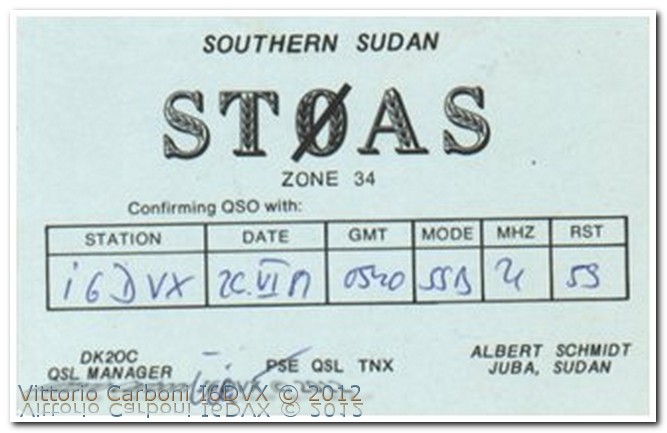 SOUTHERN SUDAN
STØAS
ZONE 34
Confirming QSO with:
STATION DATE GMT MODE MHZ RST
i6DVX 0540 SSB 21 59
DK2OC
QSL MANAGER
PSE QSL TNX
ALBERT SCHMIDT
JUBA, SUDAN
Vittorio Carboni I6DVX © 2012